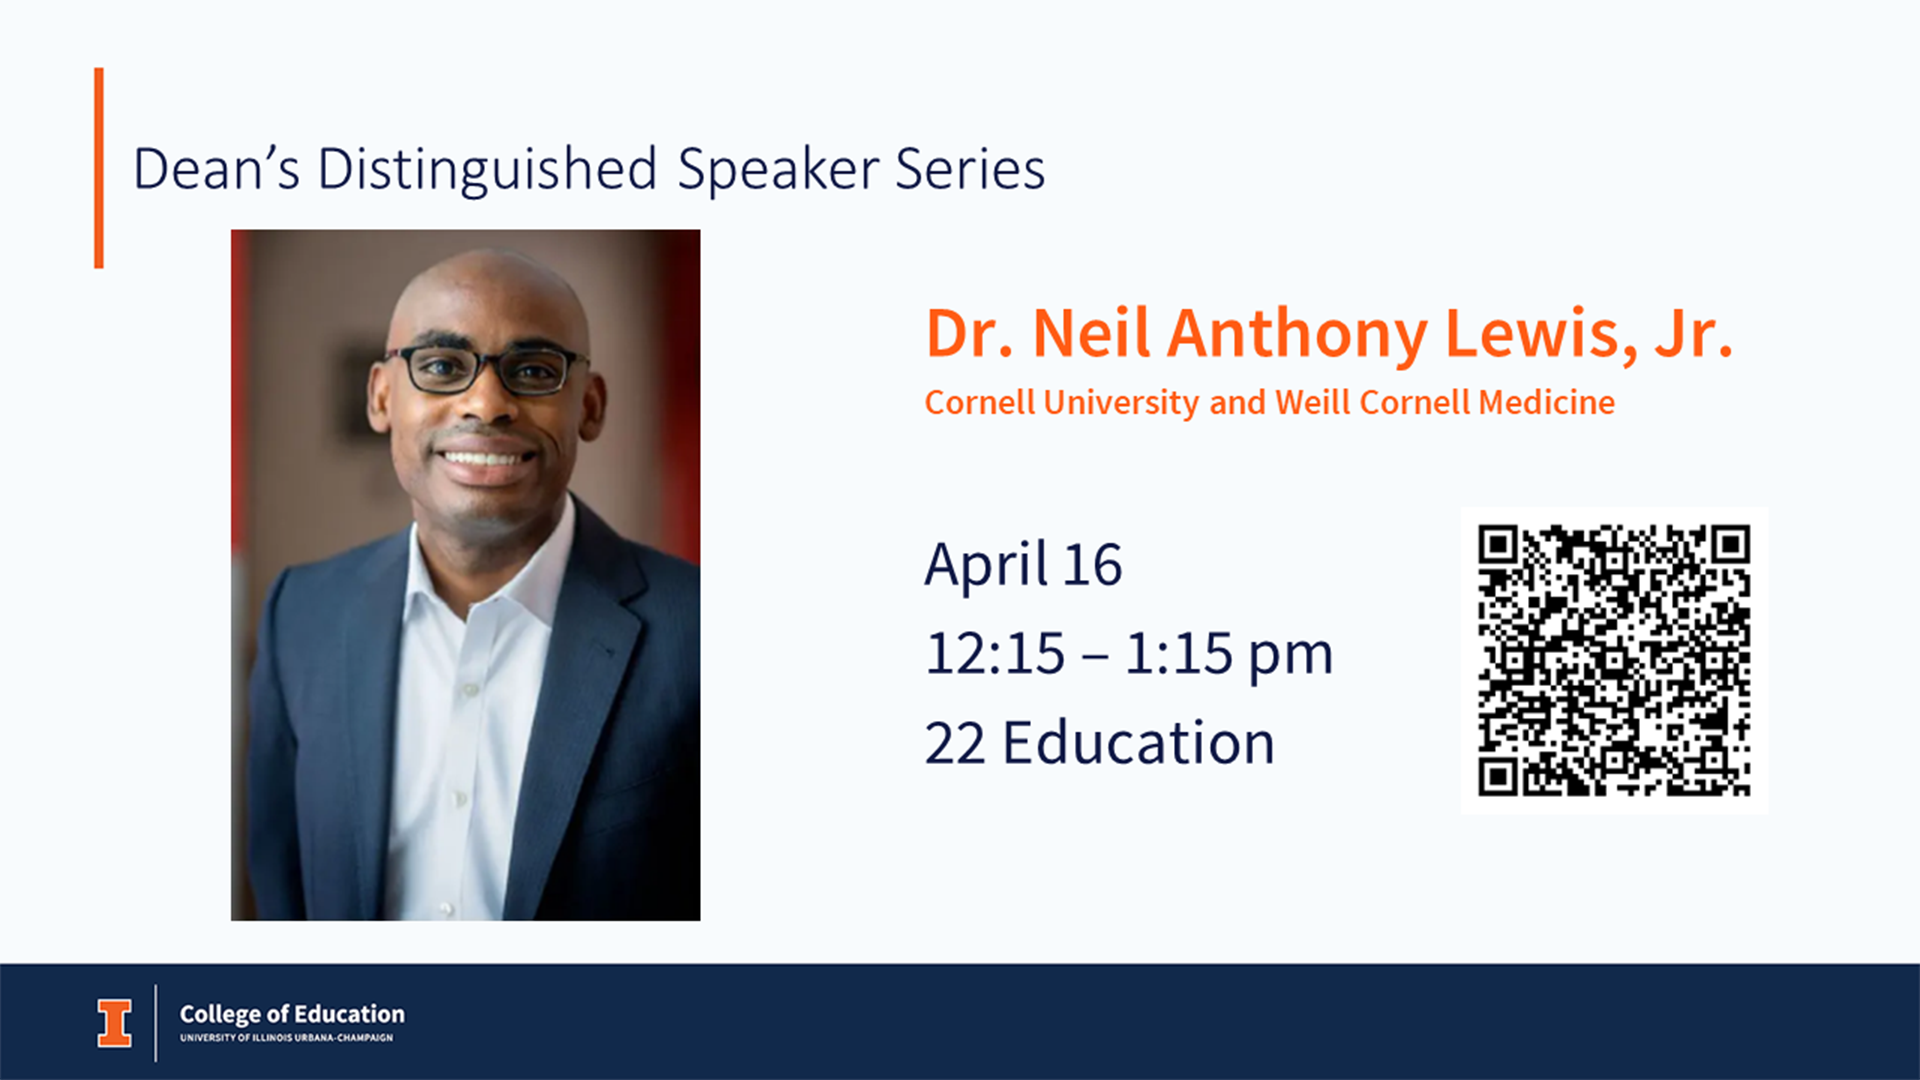 Dean’s Distinguished Speaker Series
Dr. Neil Anthony Lewis, Jr.
Cornell University and Weill Cornell Medicine
April 16
12:15 – 1:15 pm
22 Education
College of Education
UNIVERSITY OF ILLINOIS URBANA-CHAMPAIGN